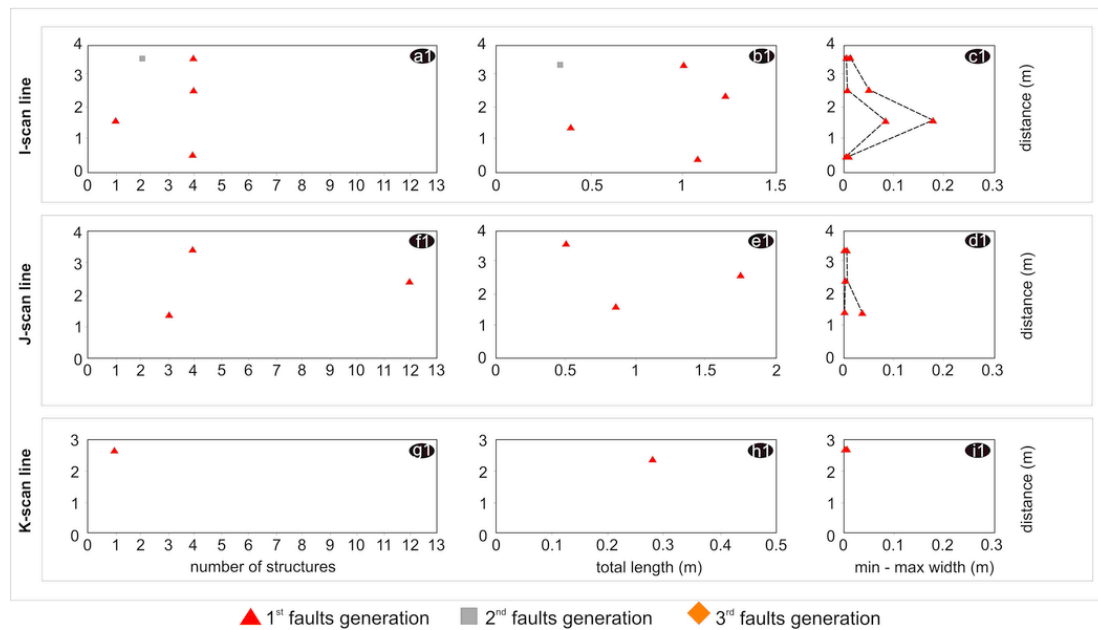 I-scan line
4
3
2
1
0
a1
0 1 2 3 4 5 6 7 8 9 10 11 12 13
4
3
2
1
0
b1
0.5 1 1.5
4
3
2
1
0
c1
0 0.1 0.2 0.3
distance (m)
J-scan line
4
3
2
1
0
f1
0 1 2 3 4 5 6 7 8 9 10 11 12 13
4
3
2
1
0
e1
0 0.5 1 1.5 2
4
3
2
1
0
d1
0 0.1 0.2 0.3
distance (m)
K-scan line
3
2
1
0
g1
0 1 2 3 4 5 6 7 8 9 10 11 12 13
number of structures
3
2
1
0
h1
0 0.1 0.2 0.3 0.4 0.5
total length (m)
3
2
1
0
i1
0 0.1 0.2 0.3
min - max width (m)
distance (m)
1st faults generation 2nd faults generation 3rd faults generation